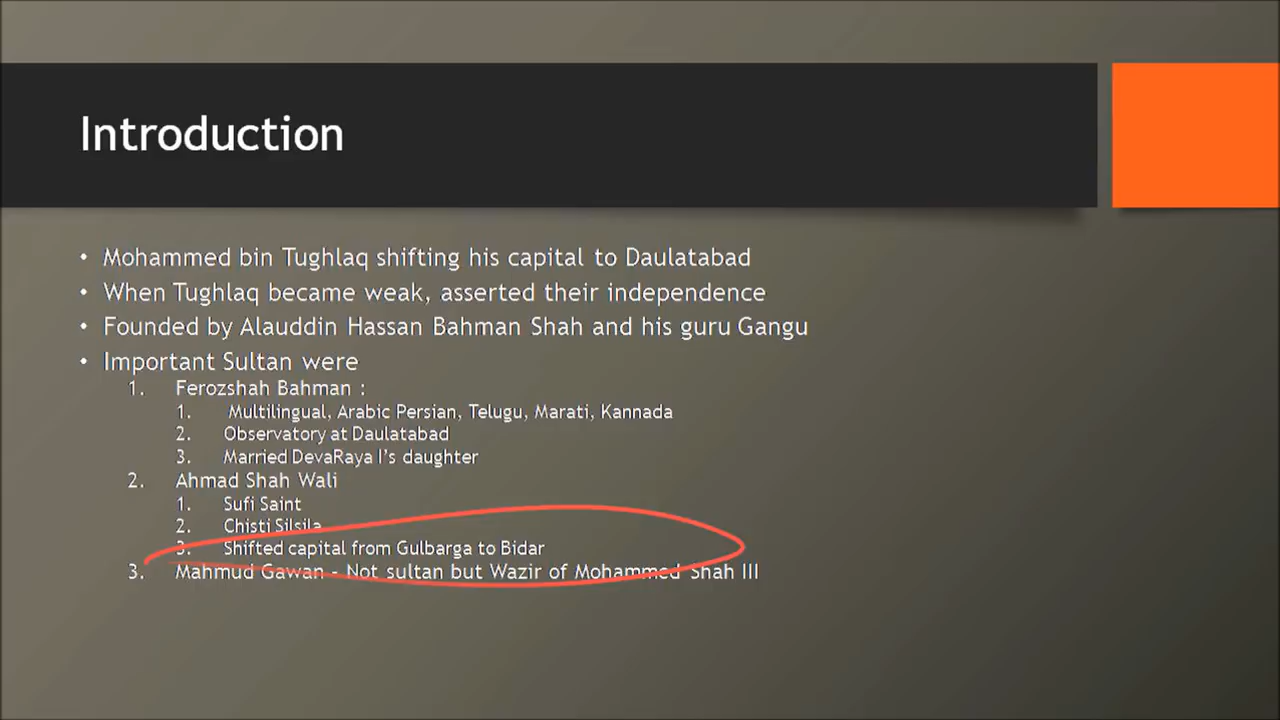 Introduction
• Mohammed bin Tughlaq shifting his capital to Daulatabad
• When Tughlaq became weak, asserted their independence
• Founded by Alauddin Hassan Bahman Shah and his guru Gangu
• Important Sultan were
1. Ferozshah Bahman :
1. Multilingual, Arabic Persian, Telugu, Marati, Kannada
2. Observatory at Daulatabad
3. Married DevaRaya I's daughter
2. Ahmad Shah Wali
1. Sufi Saint
2. Chisti Silsila
3. Shifted capital from Gulbarga to Bidar
3. Mahmud Gawan – Not sultan but Wazir of Mohammed Shah III